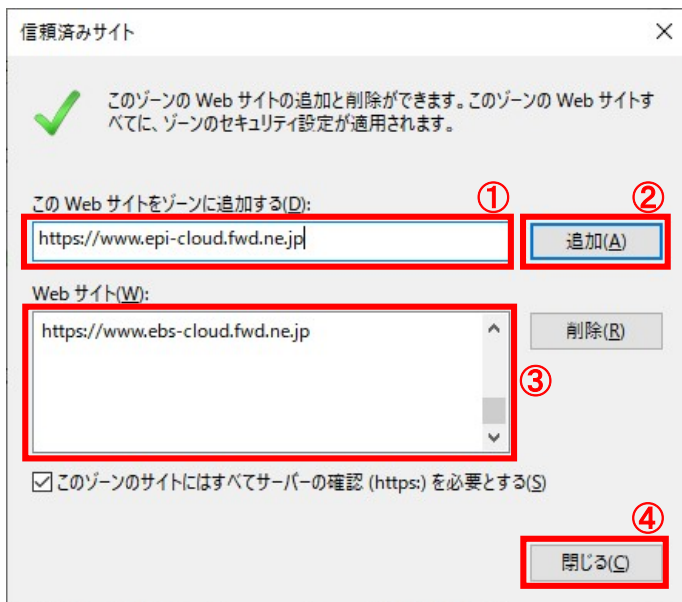 信頼済みサイト
このゾーンの Web サイトの追加と削除ができます。このゾーンの Web サイトす
べてに、ゾーンのセキュリティ設定が適用されます。
この Web サイトをゾーンに追加する(D):
①
②
https://www.epi-cloud.fwd.ne.jp
追加(A)
Web サイト(W):
https://www.ebs-cloud.fwd.ne.jp
削除(R)
③
このゾーンのサイトにはすべてサーバーの確認 (https:) を必要とする(S)
④
閉じる(C)